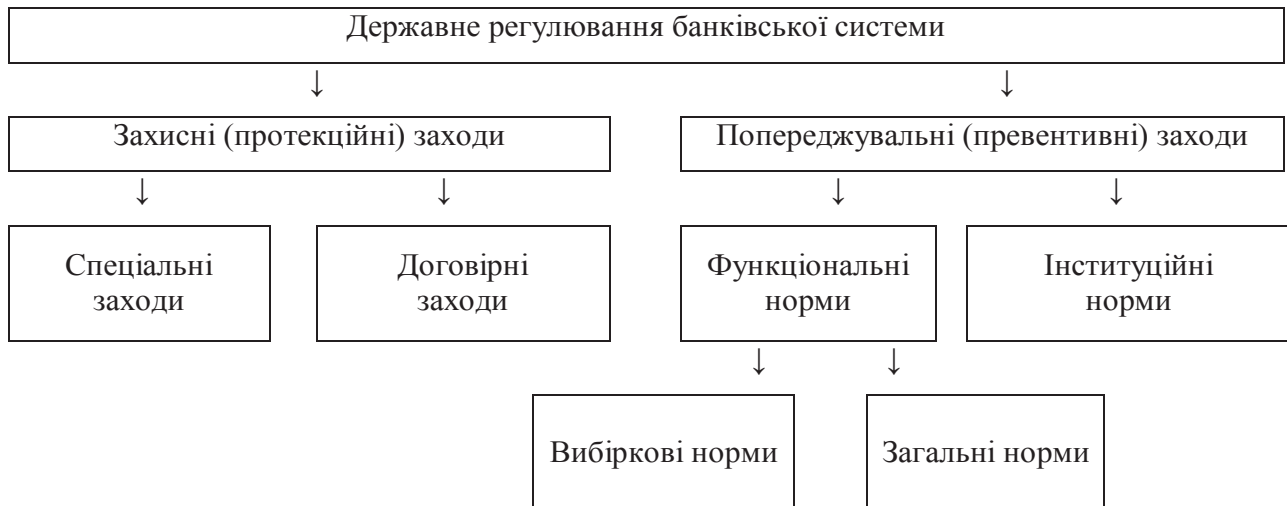 Державне регулювання банківської системи
↓ ↓
Захисні (протекційні) заходи
Попереджувальні (превентивні) заходи
↓ ↓ ↓ ↓
Спеціальні
заходи
Договірні
заходи
Функціональні
норми
Інституційні
норми
↓ ↓
Вибіркові норми
Загальні норми